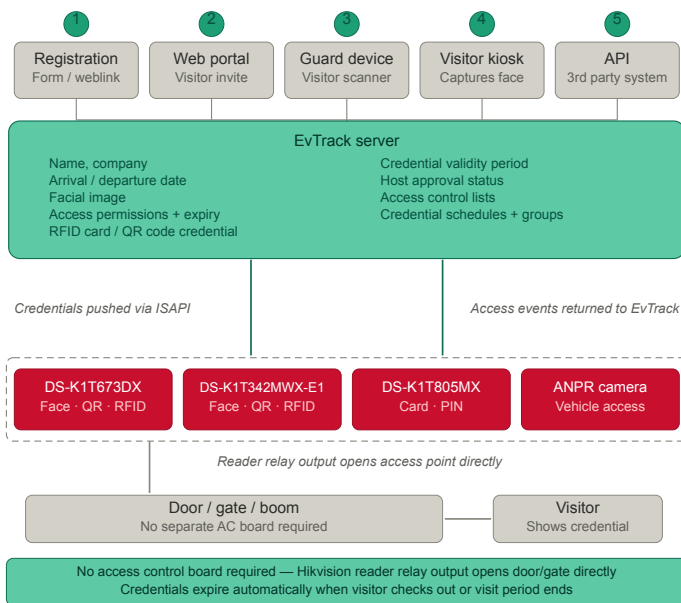 1
2
3
4
5
Registration
Form / weblink
Web portal
Visitor invite
Guard device
Visitor scanner
Visitor kiosk
Captures face
API
3rd party system
EvTrack server
Name, company
Arrival / departure date
Facial image
Access permissions + expiry
RFID card / QR code credential
Credential validity period
Host approval status
Access control lists
Credential schedules + groups
Credentials pushed via ISAPI
Access events returned to EvTrack
DS-K1T673DX
Face · QR · RFID
DS-K1T342MWX-E1
Face · QR · RFID
DS-K1T805MX
Card · PIN
ANPR camera
Vehicle access
Reader relay output opens access point directly
Door / gate / boom
No separate AC board required
Visitor
Shows credential
No access control board required — Hikvision reader relay output opens door/gate directly
Credentials expire automatically when visitor checks out or visit period ends